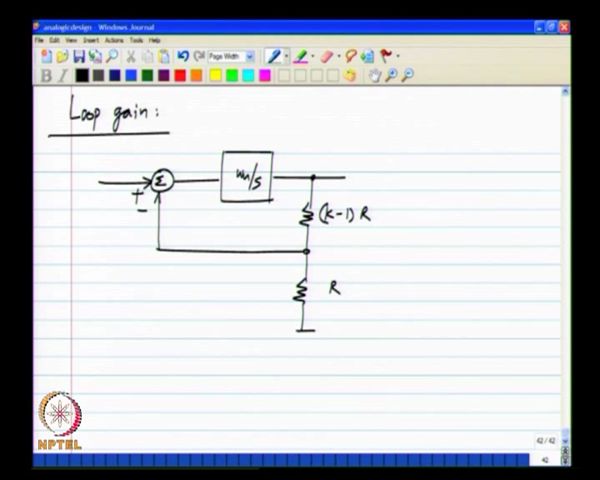 analogicdesign - Windows Journal
File Edit View Insert Actions Tools Help
Page Width
B I
Loop gain:
Σ
ωu/s
+
−
(k-1) R
R
NPTEL
42 / 42
42